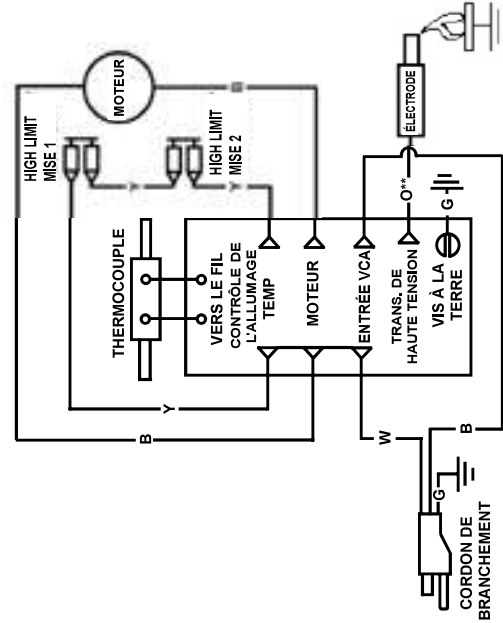 MOTEUR
HIGH LIMIT
MISE 1
HIGH LIMIT
MISE 2
Y
Y
B
THERMOCOUPLE
VERS LE FIL
CONTRÔLE DE
L'ALLUMAGE
TEMP
MOTEUR
ENTRÉE VCA
TRANS. DE
HAUTE TENSION
VIS À LA
TERRE
B
Y
W
G
B
CORDON DE
BRANCHEMENT
O**
G
ÉLECTRODE